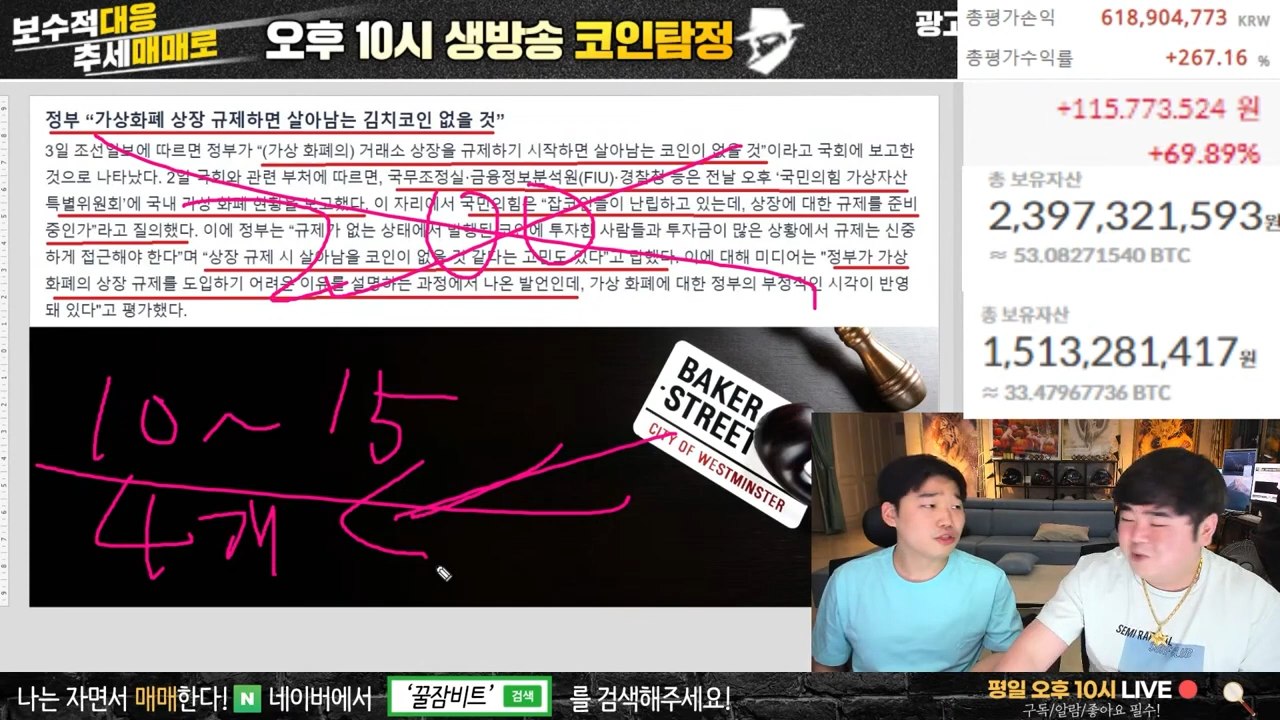 보수적대응
추세매매로
오후 10시 생방송 코인탐정
광고
총평가손익 618,904,773 KRW
총평가수익률 +267.16 %
+115.773.524 원
+69.89%
총 보유자산
2,397,321,593원
≈ 53.08271540 BTC
총 보유자산
1,513,281,417원
≈ 33.47967736 BTC
정부 “가상화폐 상장 규제하면 살아남는 김치코인 없을 것”
3일 조선일보에 따르면 정부가 “(가상 화폐의) 거래소 상장을 규제하기 시작하면 살아남는 코인이 없을 것”이라고 국회에 보고한
것으로 나타났다. 2일 국회와 관련 부처에 따르면, 국무조정실·금융정보분석원(FIU)·경찰청 등은 전날 오후 ‘국민의힘 가상자산
특별위원회’에 국내 가상 화폐 현황을 보고했다. 이 자리에서 국민의힘은 “잡코인들이 난립하고 있는데, 상장에 대한 규제를 준비
중인가”라고 질의했다. 이에 정부는 “규제가 없는 상태에서 발행된 코인에 투자한 사람들과 투자금이 많은 상황에서 규제는 신중
하게 접근해야 한다”며 “상장 규제 시 살아남을 코인이 없을 것 같다는 고민도 있다”고 답했다. 이에 대해 미디어는 "정부가 가상
화폐의 상장 규제를 도입하기 어려운 이유를 설명하는 과정에서 나온 발언인데, 가상 화폐에 대한 정부의 부정적인 시각이 반영
돼 있다"고 평가했다.
10~15
4개
BAKER
STREET
CITY OF WESTMINSTER
나는 자면서 매매한다! N 네이버에서 ‘꿀잠비트’ 검색 를 검색해주세요!
평일 오후 10시 LIVE
구독/알람/좋아요 필수!